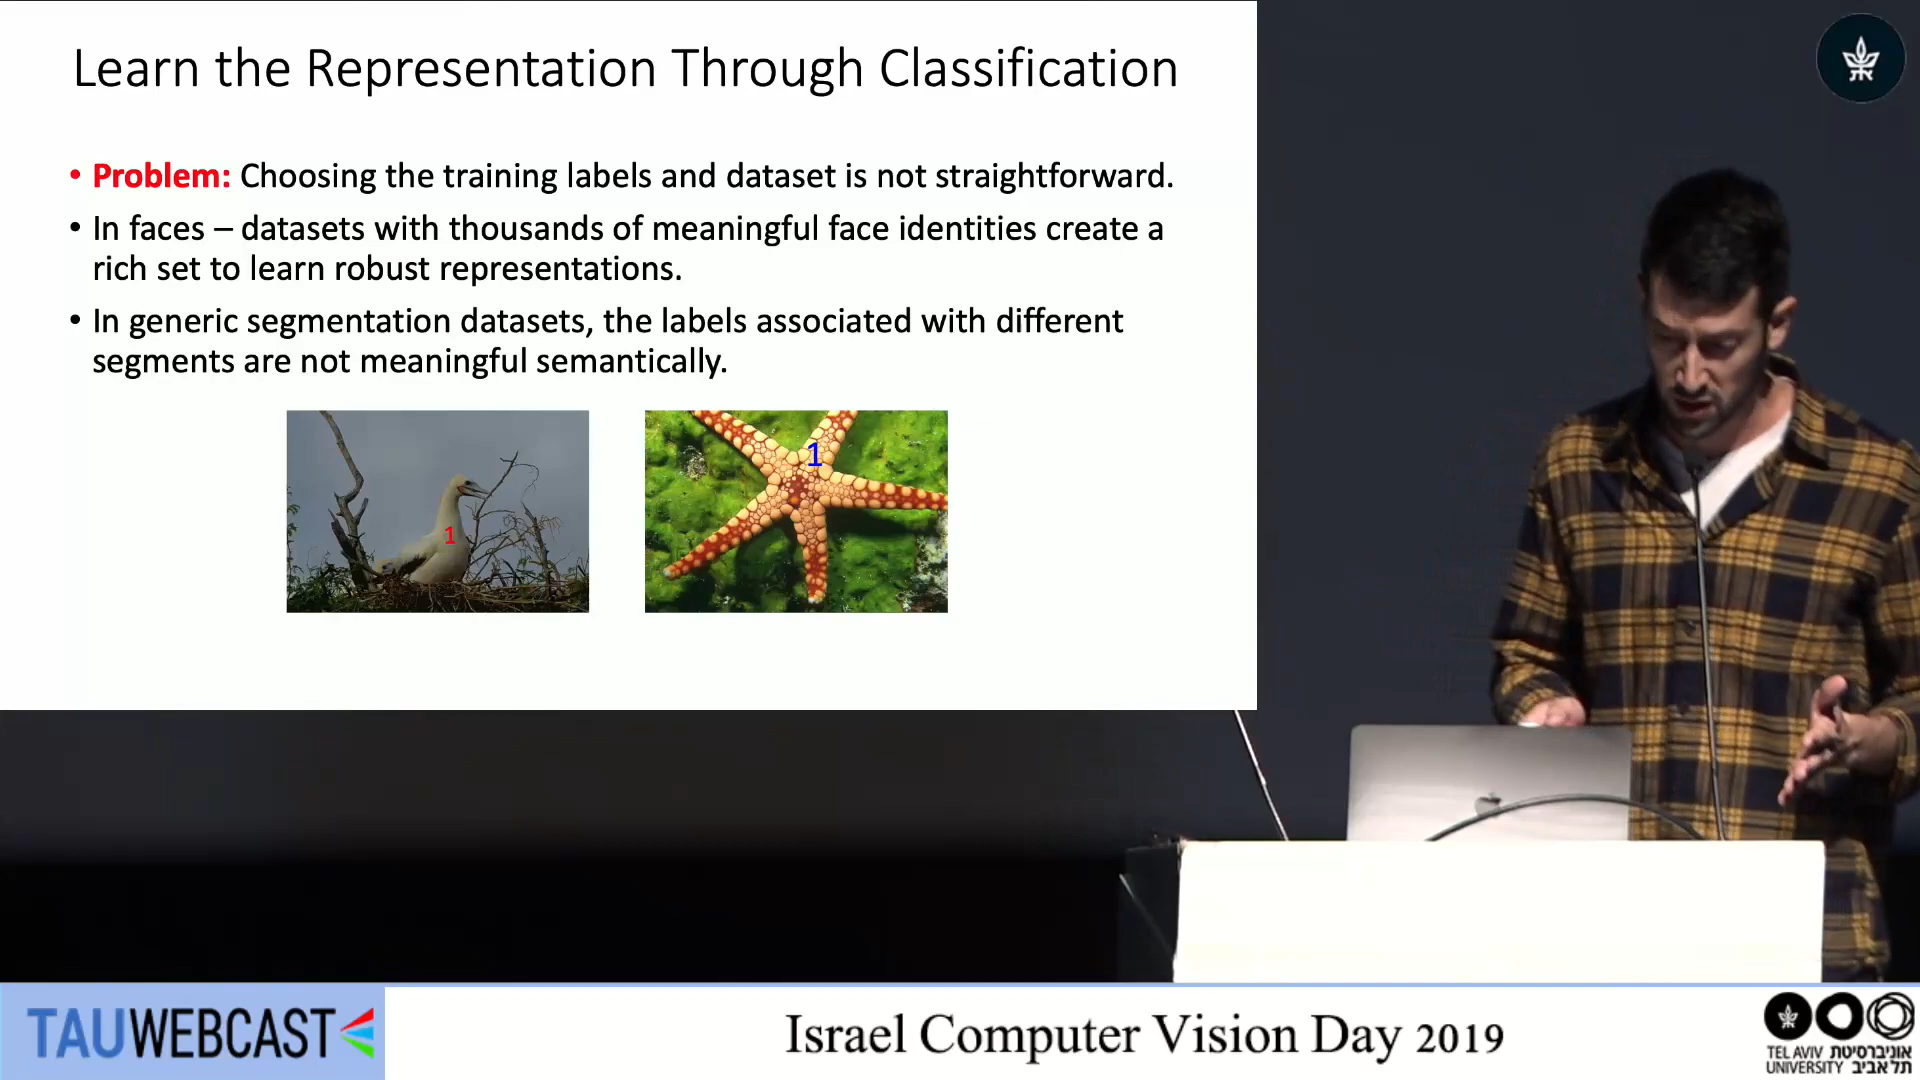 Learn the Representation Through Classification
• Problem: Choosing the training labels and dataset is not straightforward.
• In faces – datasets with thousands of meaningful face identities create a
rich set to learn robust representations.
• In generic segmentation datasets, the labels associated with different
segments are not meaningful semantically.
1
1
TAUWEBCAST
Israel Computer Vision Day 2019
TEL AVIV אוניברסיטת
UNIVERSITY תל אביב